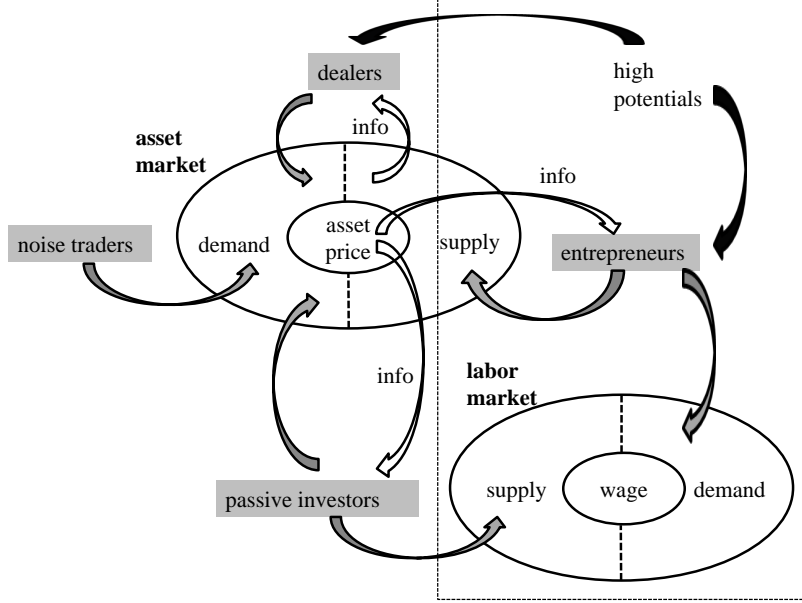 dealers
high
potentials
info
asset
market
info
asset
price
noise traders
demand
supply
entrepreneurs
info
labor
market
passive investors
supply
wage
demand